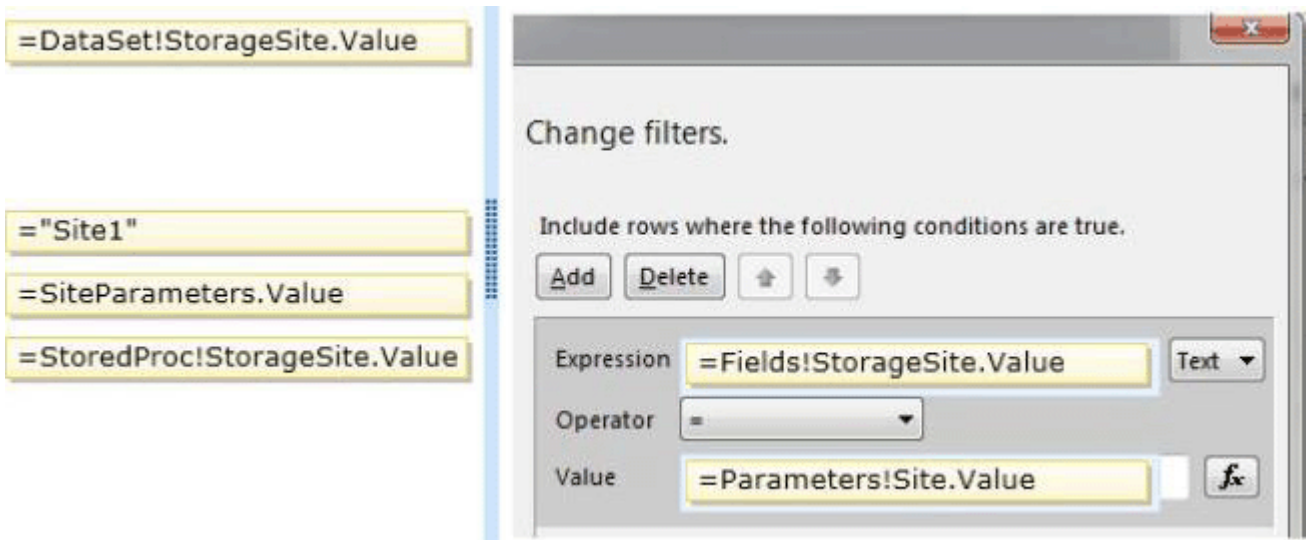 =DataSet!StorageSite.Value
="Site1"
=SiteParameters.Value
=StoredProc!StorageSite.Value
x
Change filters.
Include rows where the following conditions are true.
Add Delete
Expression =Fields!StorageSite.Value Text
Operator =
Value =Parameters!Site.Value fx